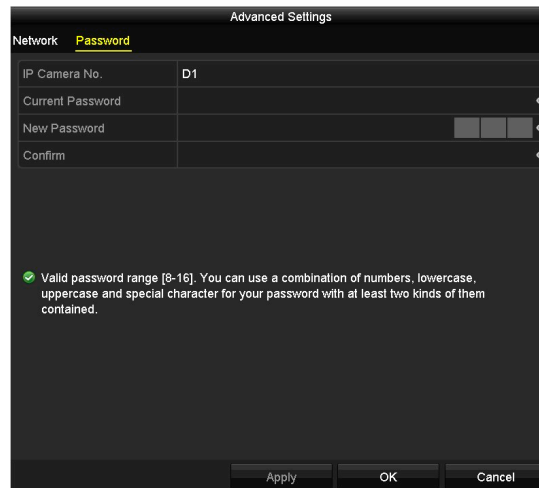 Advanced Settings
Network Password
IP Camera No. D1
Current Password
New Password
Confirm
Valid password range [8-16]. You can use a combination of numbers, lowercase,
uppercase and special character for your password with at least two kinds of them
contained.
Apply OK Cancel